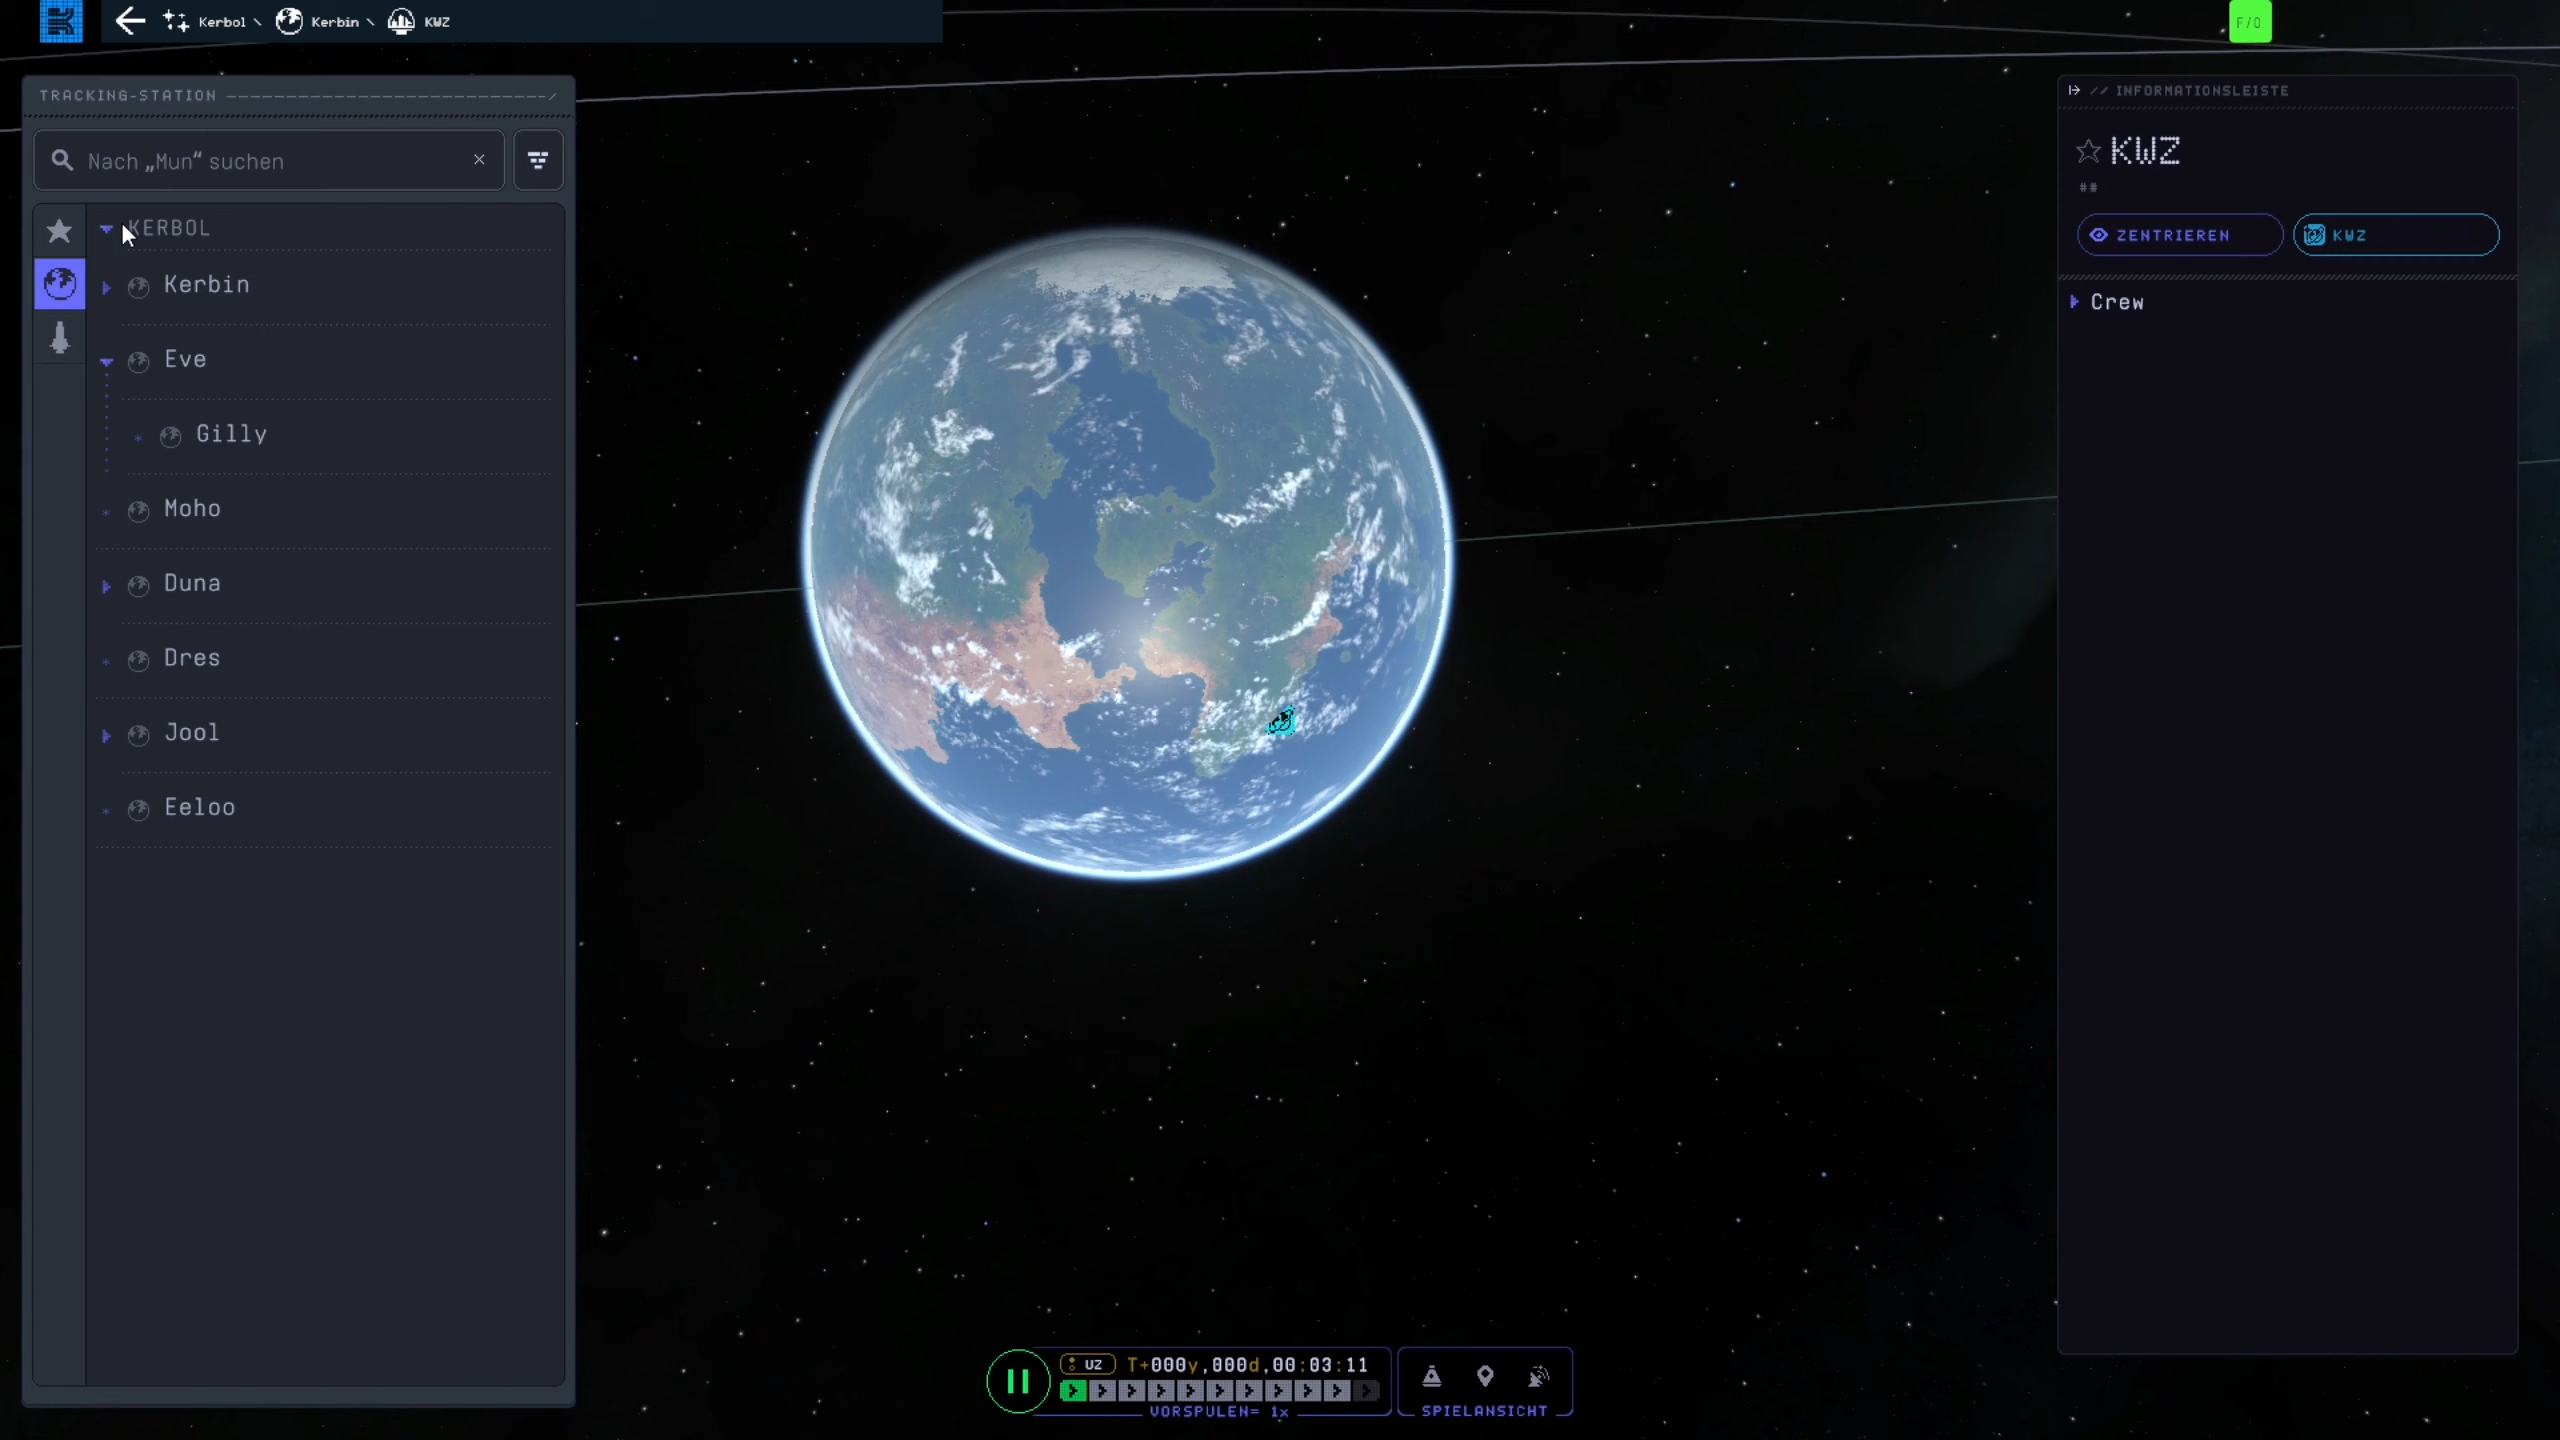 Kerbol \ Kerbin \ KWZ
F/O
TRACKING-STATION
Nach „Mun“ suchen
KERBOL
Kerbin
Eve
Gilly
Moho
Duna
Dres
Jool
Eeloo
// INFORMATIONSLEISTE
KWZ
##
ZENTRIEREN
KWZ
Crew
UZ T+000y,000d,00:03:11
VORSPULEN= 1x
SPIELANSICHT